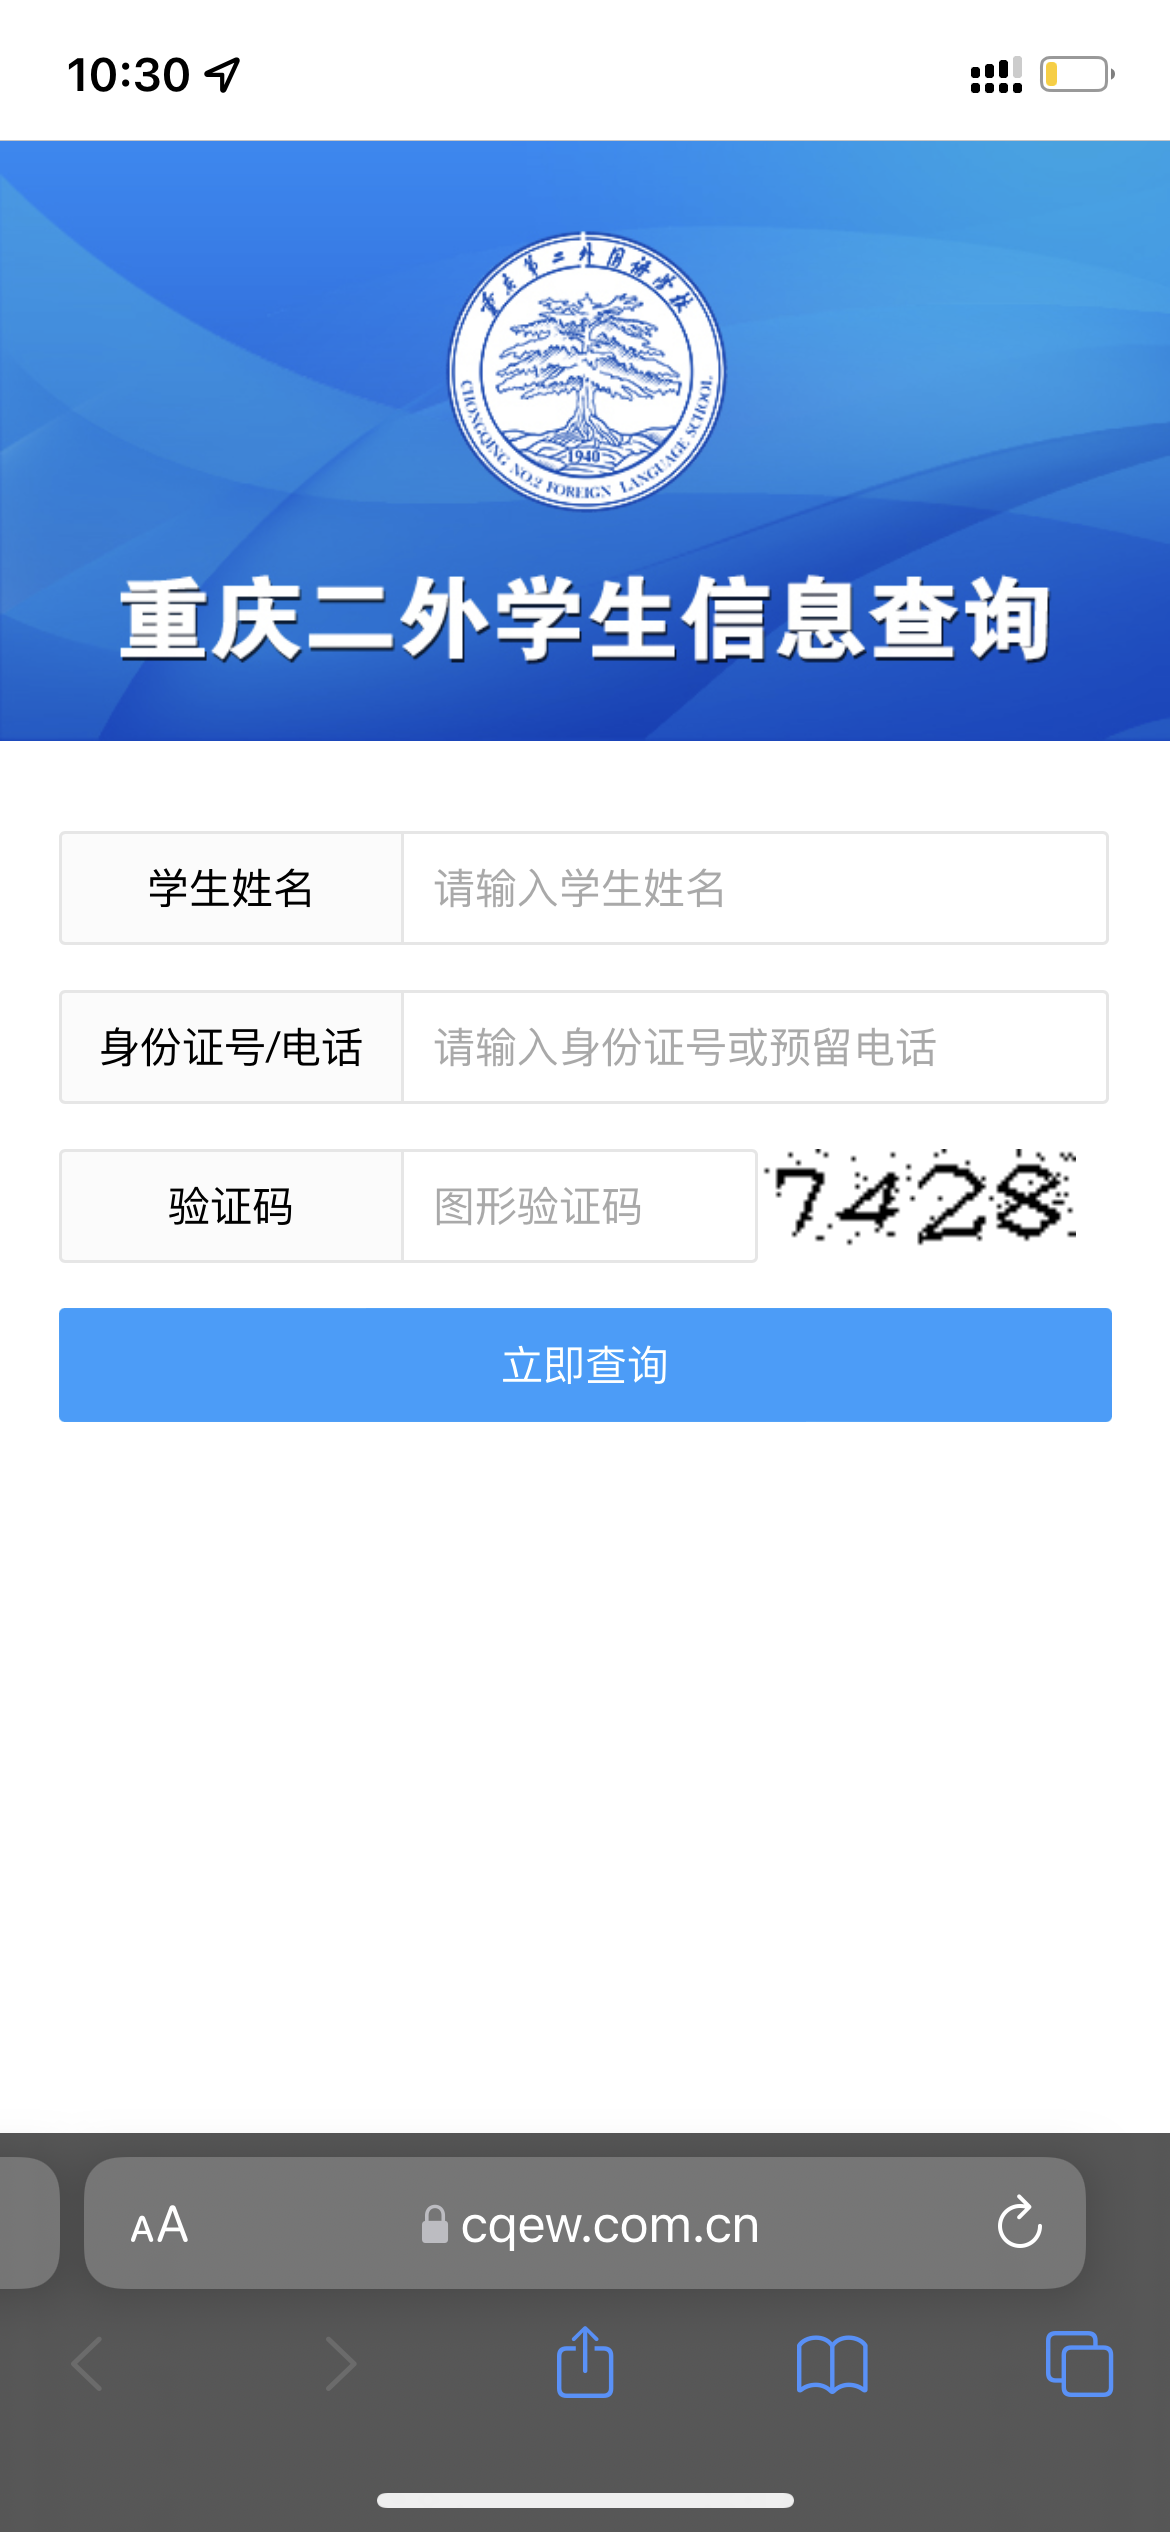 10:30
重庆第二外国语学校
CHONGQING NO.2 FOREIGN LANGUAGE SCHOOL
1940
重庆二外学生信息查询
学生姓名 请输入学生姓名
身份证号/电话 请输入身份证号或预留电话
验证码 图形验证码 7428
立即查询
AA cqew.com.cn